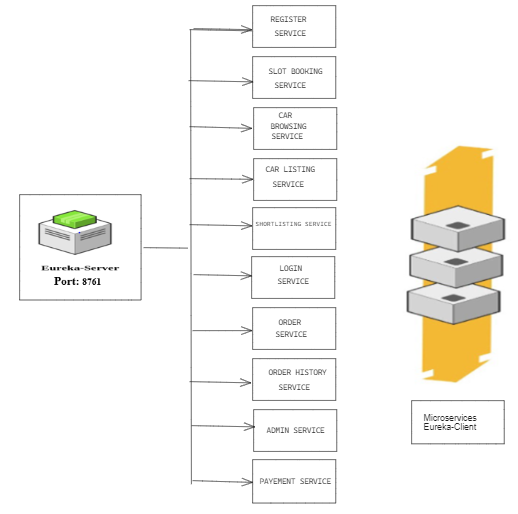 REGISTER
SERVICE
SLOT BOOKING
SERVICE
CAR
BROWSING
SERVICE
CAR LISTING
SERVICE
SHORTLISTING SERVICE
LOGIN
SERVICE
ORDER
SERVICE
ORDER HISTORY
SERVICE
ADMIN SERVICE
PAYEMENT SERVICE
Eureka-Server
Port: 8761
Microservices
Eureka-Client